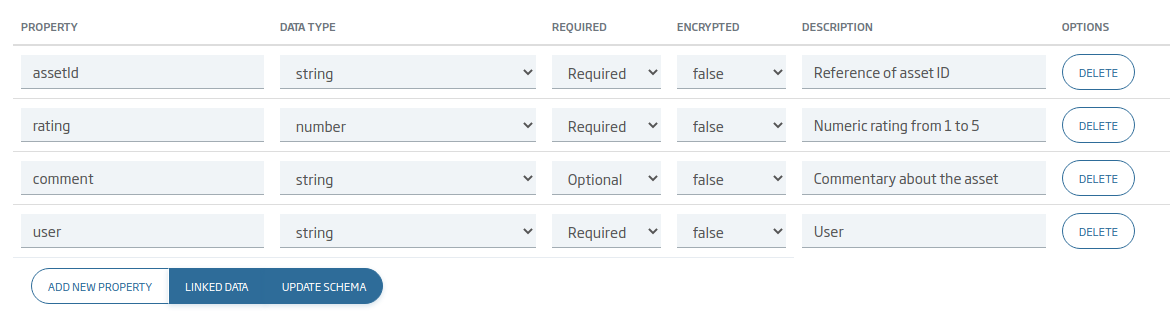 PROPERTY DATA TYPE REQUIRED ENCRYPTED DESCRIPTION OPTIONS
assetId string Required false Reference of asset ID DELETE
rating number Required false Numeric rating from 1 to 5 DELETE
comment string Optional false Commentary about the asset DELETE
user string Required false User DELETE
ADD NEW PROPERTY LINKED DATA UPDATE SCHEMA